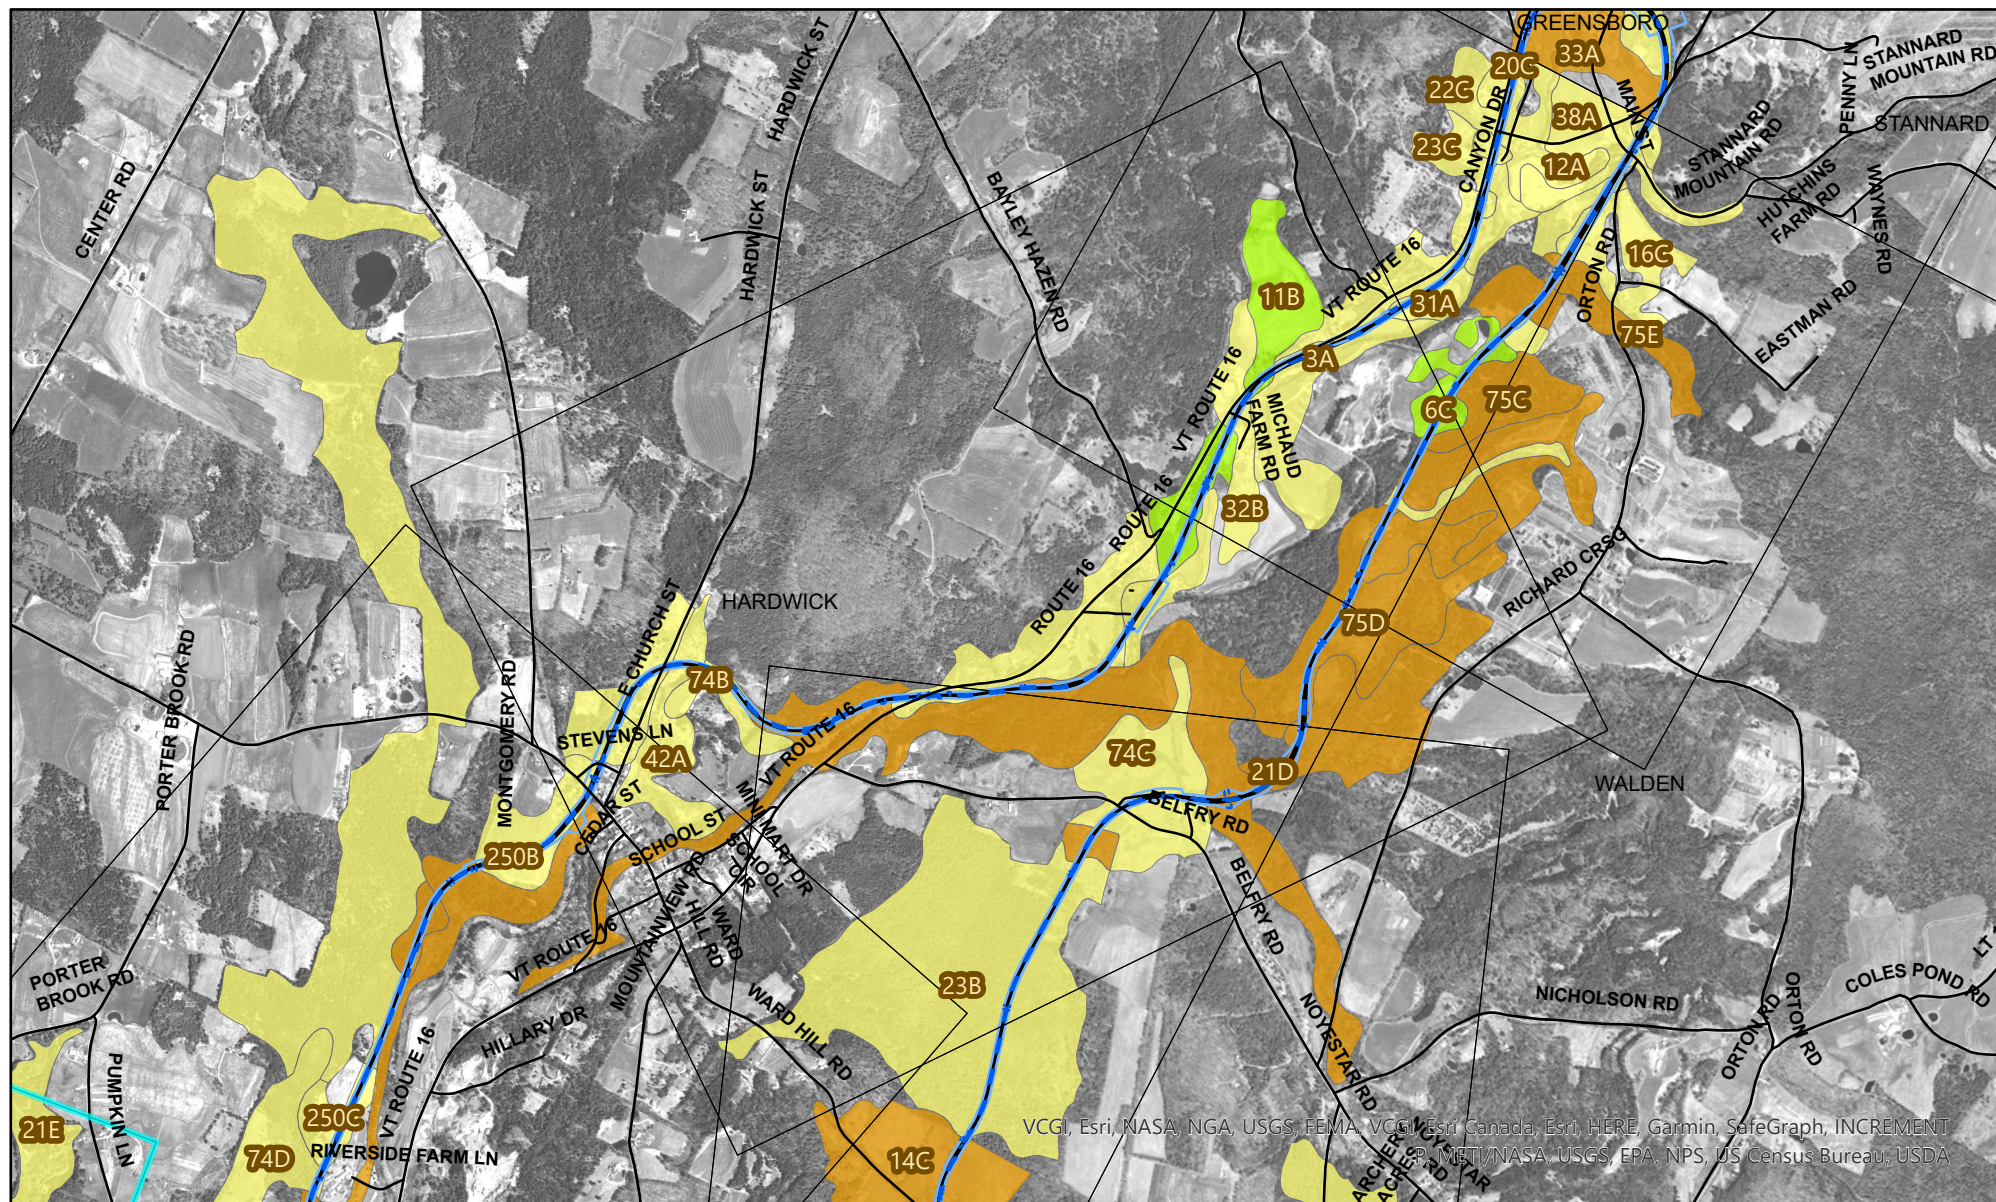 GREENSBORO
33A
20C
22C
38A
MAIN ST
PENNY LN
STANNARD
MOUNTAIN RD
STANNARD
STANNARD
MOUNTAIN RD
HUTCHINS
FARM RD
WAYNES RD
23C
CANYON DR
12A
16C
HARDWICK ST
HARDWICK ST
HARDWICK ST
CENTER RD
BAYLEY HAZEN RD
11B
VT ROUTE 16
31A
ORTON RD
75E
EASTMAN RD
3A
VT ROUTE 16
MICHAUD
FARM RD
6C
75C
32B
ROUTE 16
ROUTE 16
RICHARD CRSG
75D
HARDWICK
E CHURCH ST
PORTER BROOK RD
MONTGOMERY RD
74B
STEVENS LN
42A
VT ROUTE 16
74C
21D
BELFRY RD
WALDEN
CEDAR ST
MINI MART DR
SCHOOL ST
SCHOOL
CIR
250B
MOUNTAINVIEW RD
WARD
HILL RD
VT ROUTE 16
BELFRY RD
23B
PORTER
BROOK RD
HILLARY DR
WARD HILL RD
NOYESTAR RD
NICHOLSON RD
ORTON RD
ORTON RD
COLES POND RD
PUMPKIN LN
VT ROUTE 16
21E
250C
74D
RIVERSIDE FARM LN
14C
ARCHERS
ACRES RD
NOYSTAR
RD
VCGI, Esri, NASA, NGA, USGS, FEMA, VCGI, Esri Canada, Esri, HERE, Garmin, SafeGraph, INCREMENT
P, METI/NASA, USGS, EPA, NPS, US Census Bureau, USDA